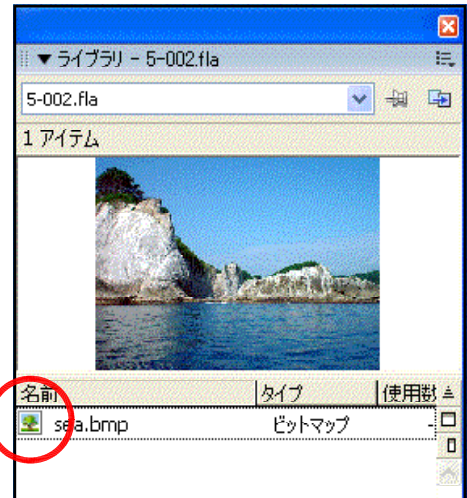 ライブラリ - 5-002.fla
5-002.fla
1 アイテム
名前 タイプ 使用数
sea.bmp ビットマップ -